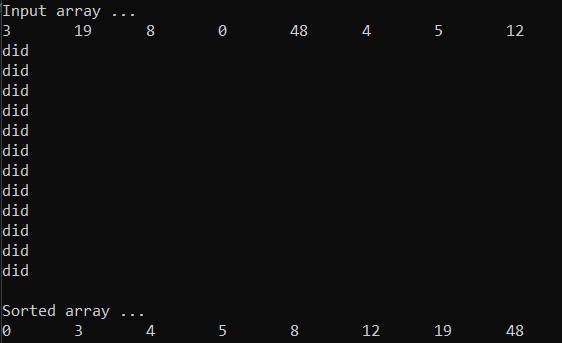 Input array ...
3 19 8 0 48 4 5 12
did
did
did
did
did
did
did
did
did
did
did
did
Sorted array ...
0 3 4 5 8 12 19 48